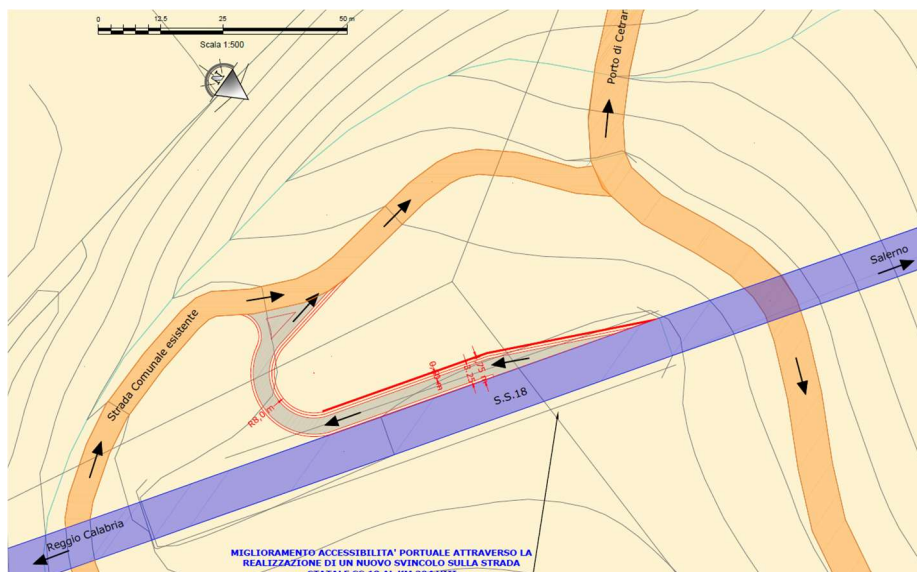 0 12,5 25 50 m
Scala 1:500
N
Porto di Cetrar
Salerno
Strada Comunale esistente
S.S.18
R8,0 m
Reggio Calabria
MIGLIORAMENTO ACCESSIBILITA' PORTUALE ATTRAVERSO LA
REALIZZAZIONE DI UN NUOVO SVINCOLO SULLA STRADA